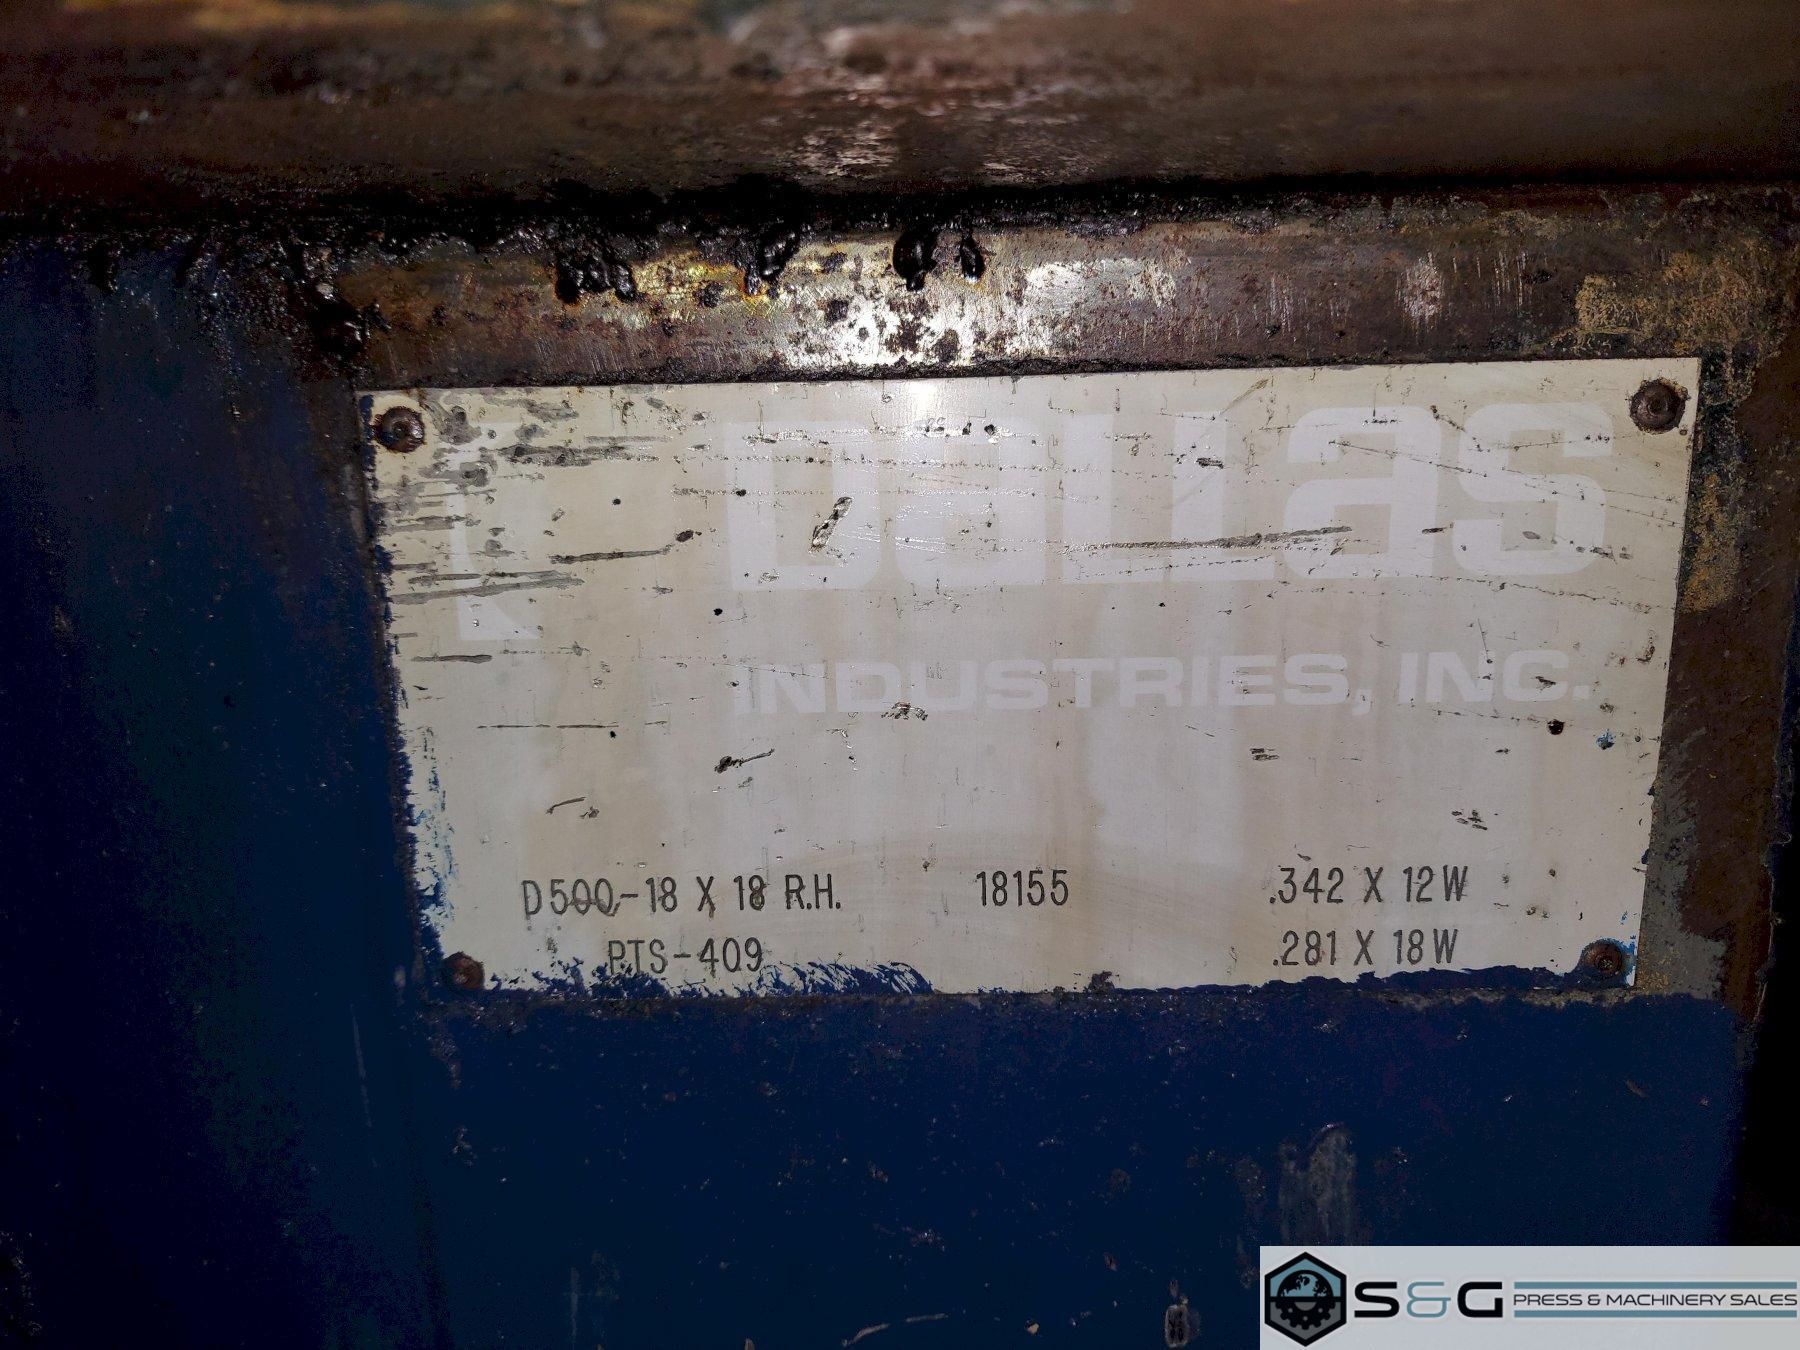 Dallas
INDUSTRIES, INC.
D500-18 X 18 R.H. 18155 .342 X 12W
PTS-409 .281 X 18W
S&G PRESS & MACHINERY SALES